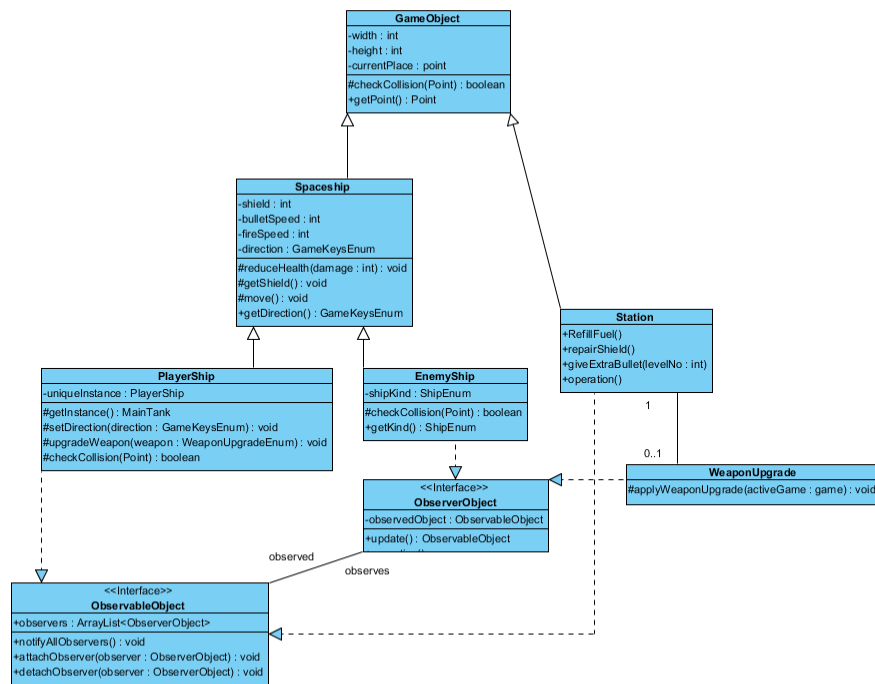 GameObject
-width : int
-height : int
-currentPlace : point
#checkCollision(Point) : boolean
+getPoint() : Point
Spaceship
-shield : int
-bulletSpeed : int
-fireSpeed : int
-direction : GameKeysEnum
#reduceHealth(damage : int) : void
#getShield() : void
#move() : void
+getDirection() : GameKeysEnum
Station
+RefillFuel()
+repairShield()
+giveExtraBullet(levelNo : int)
+operation()
PlayerShip
-uniqueInstance : PlayerShip
#getInstance() : MainTank
#setDirection(direction : GameKeysEnum) : void
#upgradeWeapon(weapon : WeaponUpgradeEnum) : void
#checkCollision(Point) : boolean
EnemyShip
-shipKind : ShipEnum
#checkCollision(Point) : boolean
+getKind() : ShipEnum
1
0..1
WeaponUpgrade
#applyWeaponUpgrade(activeGame : game) : void
<<Interface>>
ObserverObject
-observedObject : ObservableObject
+update() : ObservableObject
observed
observes
<<Interface>>
ObservableObject
+observers : ArrayList<ObserverObject>
+notifyAllObservers() : void
+attachObserver(observer : ObserverObject) : void
+detachObserver(observer : ObserverObject) : void